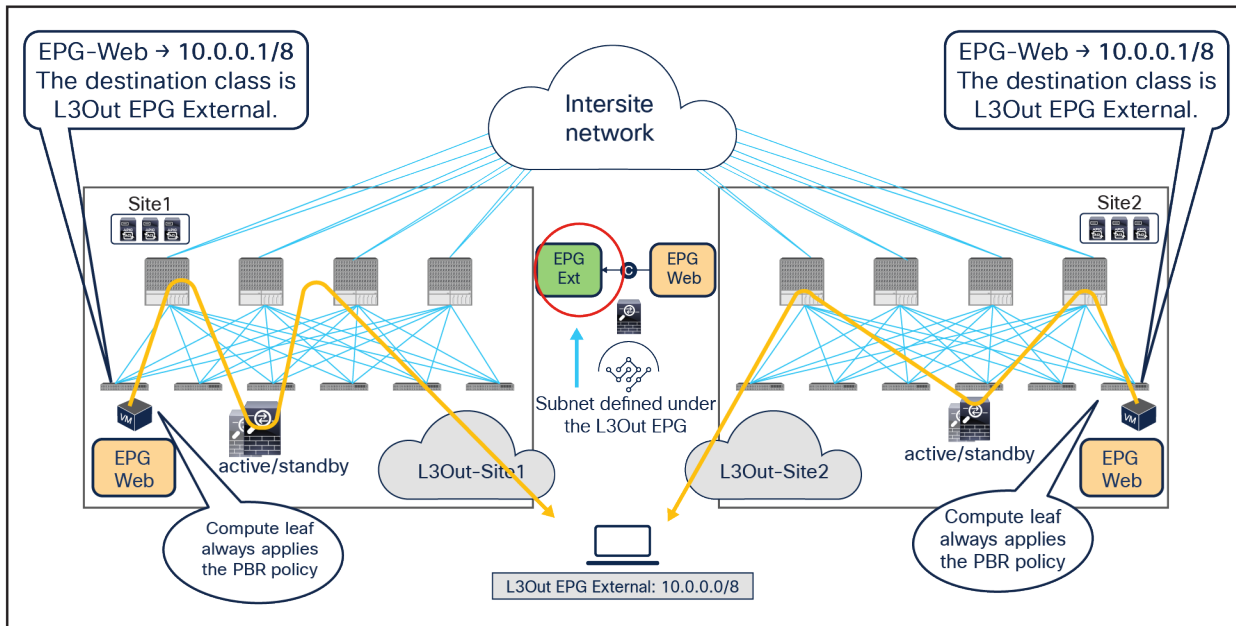 EPG-Web → 10.0.0.1/8
The destination class is
L3Out EPG External.
EPG-Web → 10.0.0.1/8
The destination class is
L3Out EPG External.
Intersite
network
Site1
Site2
EPG
Ext
C
EPG
Web
Subnet defined under
the L3Out EPG
VM
EPG
Web
active/standby
L3Out-Site1
L3Out-Site2
active/standby
VM
EPG
Web
Compute leaf
always applies
the PBR policy
Compute leaf
always applies
the PBR policy
L3Out EPG External: 10.0.0.0/8